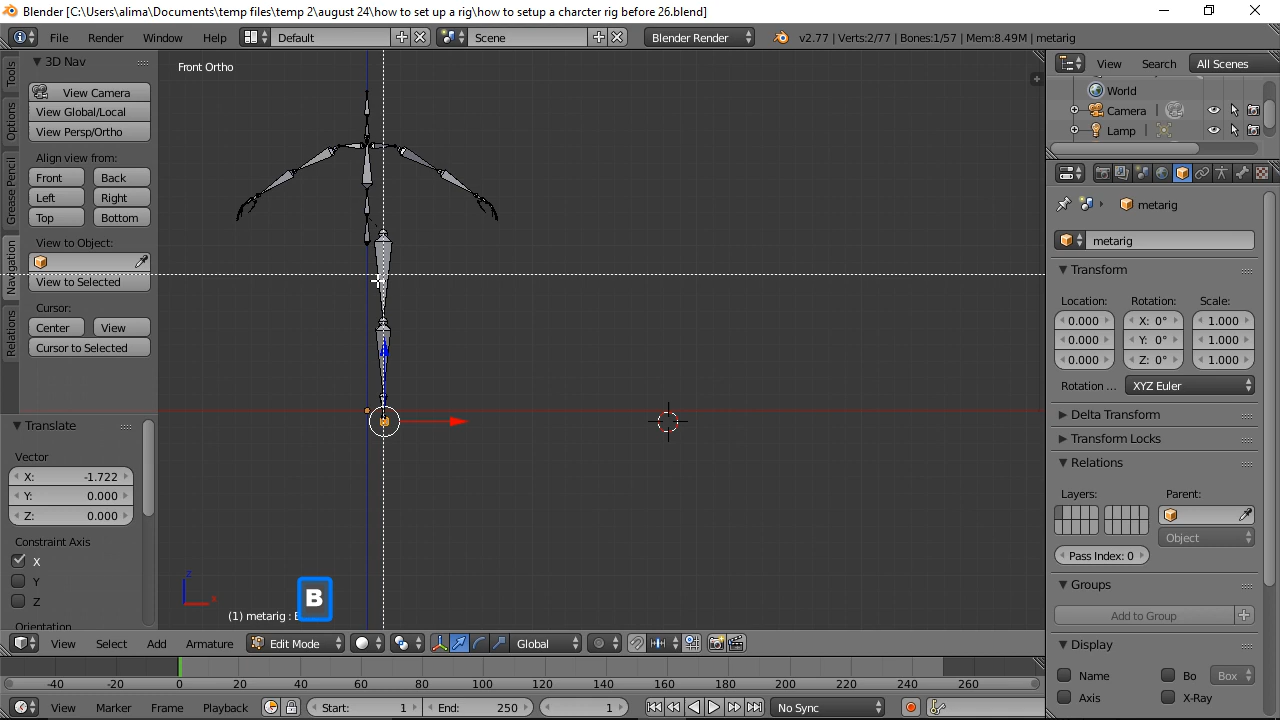 Blender [C:\Users\alima\Documents\temp files\temp 2\august 24\how to set up a rig\how to setup a charcter rig before 26.blend]
File Render Window Help Default Scene Blender Render v2.77 | Verts:2/77 | Bones:1/57 | Mem:8.49M | metarig
Tools
Options
Grease Pencil
Navigation
Relations
3D Nav
View Camera
View Global/Local
View Persp/Ortho
Align view from:
Front Back
Left Right
Top Bottom
View to Object:
View to Selected
Cursor:
Center View
Cursor to Selected
Translate
Vector
X: -1.722
Y: 0.000
Z: 0.000
Constraint Axis
X
Y
Z
Orientation
Front Ortho
z
x
B
(1) metarig :
View Select Add Armature Edit Mode Global
-40 -20 0 20 40 60 80 100 120 140 160 180 200 220 240 260
View Marker Frame Playback Start: 1 End: 250 1 No Sync
View Search All Scenes
World
Camera
Lamp
metarig
metarig
Transform
Location: Rotation: Scale:
0.000 X: 0° 1.000
0.000 Y: 0° 1.000
0.000 Z: 0° 1.000
Rotation ... XYZ Euler
Delta Transform
Transform Locks
Relations
Layers: Parent:
Object
Pass Index: 0
Groups
Add to Group
Display
Name Bo Box
Axis X-Ray